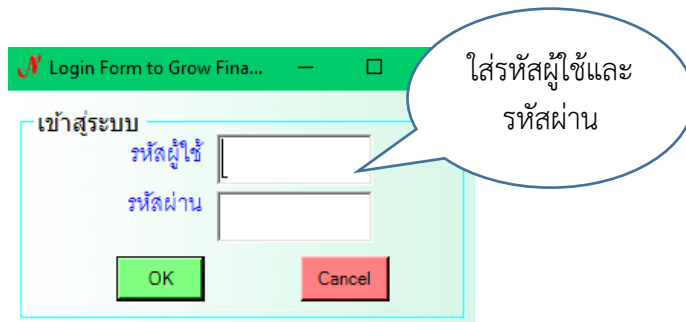 N Login Form to Grow Fina...
ใส่รหัสผู้ใช้และ
รหัสผ่าน
เข้าสู่ระบบ
รหัสผู้ใช้
รหัสผ่าน
OK Cancel